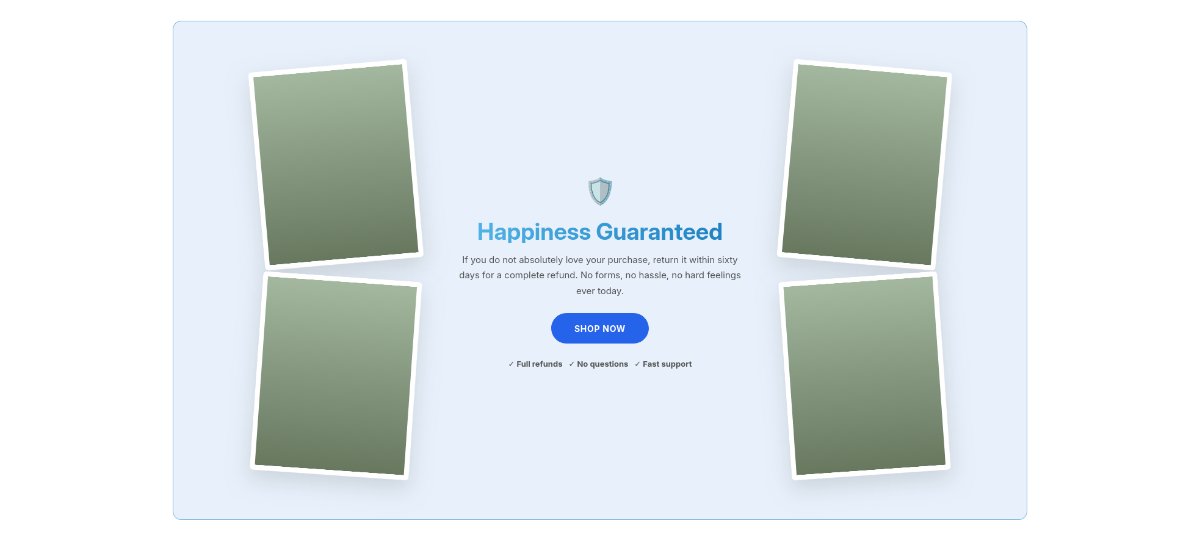 Happiness Guaranteed
If you do not absolutely love your purchase, return it within sixty
days for a complete refund. No forms, no hassle, no hard feelings
ever today.
SHOP NOW
✓ Full refunds ✓ No questions ✓ Fast support